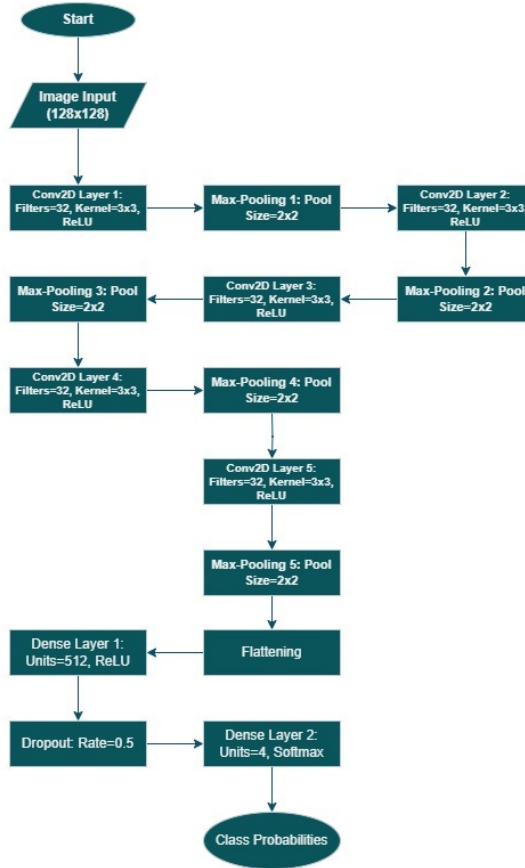 Start
Image Input
(128x128)
Conv2D Layer 1:
Filters=32, Kernel=3x3,
ReLU
Max-Pooling 1: Pool
Size=2x2
Conv2D Layer 2:
Filters=32, Kernel=3x3,
ReLU
Max-Pooling 2: Pool
Size=2x2
Conv2D Layer 3:
Filters=32, Kernel=3x3,
ReLU
Max-Pooling 3: Pool
Size=2x2
Conv2D Layer 4:
Filters=32, Kernel=3x3,
ReLU
Max-Pooling 4: Pool
Size=2x2
Conv2D Layer 5:
Filters=32, Kernel=3x3,
ReLU
Max-Pooling 5: Pool
Size=2x2
Flattening
Dense Layer 1:
Units=512, ReLU
Dropout: Rate=0.5
Dense Layer 2:
Units=4, Softmax
Class Probabilities